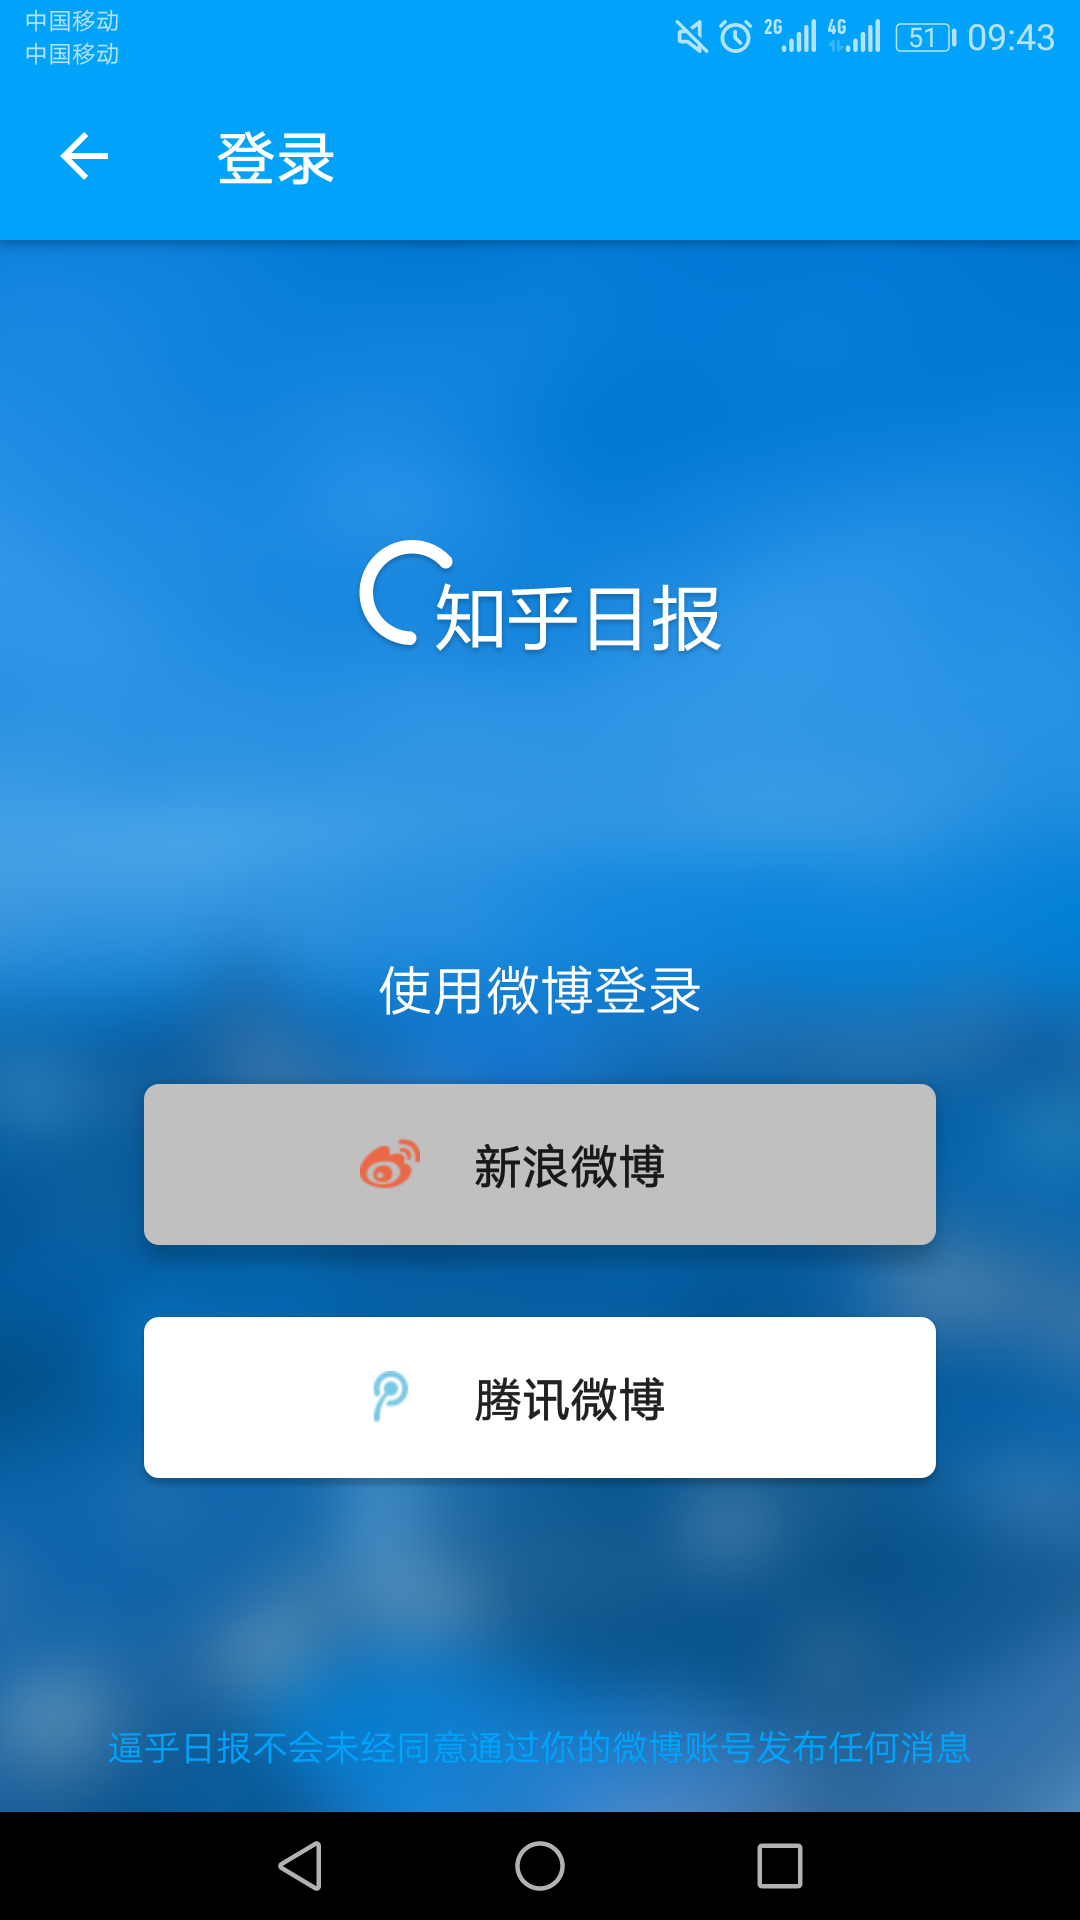 中国移动
中国移动
2G
4G
51
09:43
登录
知乎日报
使用微博登录
新浪微博
腾讯微博
逼乎日报不会未经同意通过你的微博账号发布任何消息